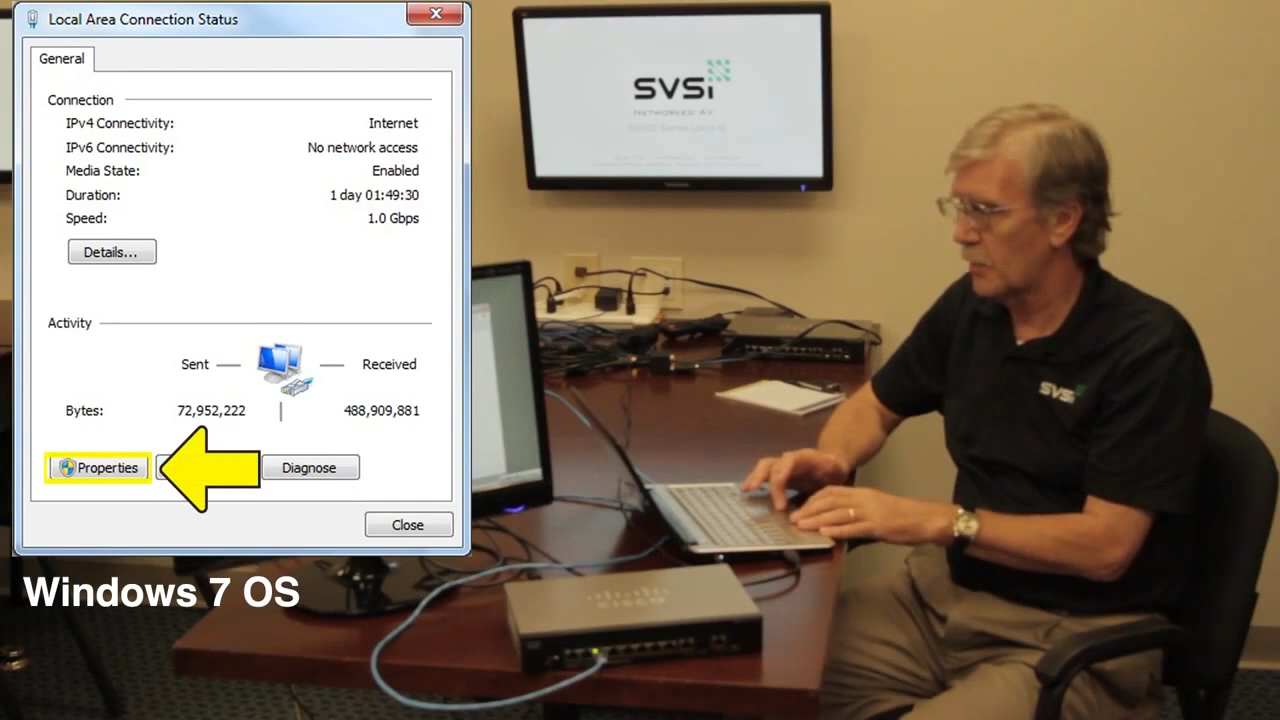 Local Area Connection Status
General
Connection
IPv4 Connectivity: Internet
IPv6 Connectivity: No network access
Media State: Enabled
Duration: 1 day 01:49:30
Speed: 1.0 Gbps
Details...
Activity
Sent Received
Bytes: 72,952,222 488,909,881
Properties Diagnose
Close
Windows 7 OS
SVSi
NETWORKED AV
SVSi
CISCO